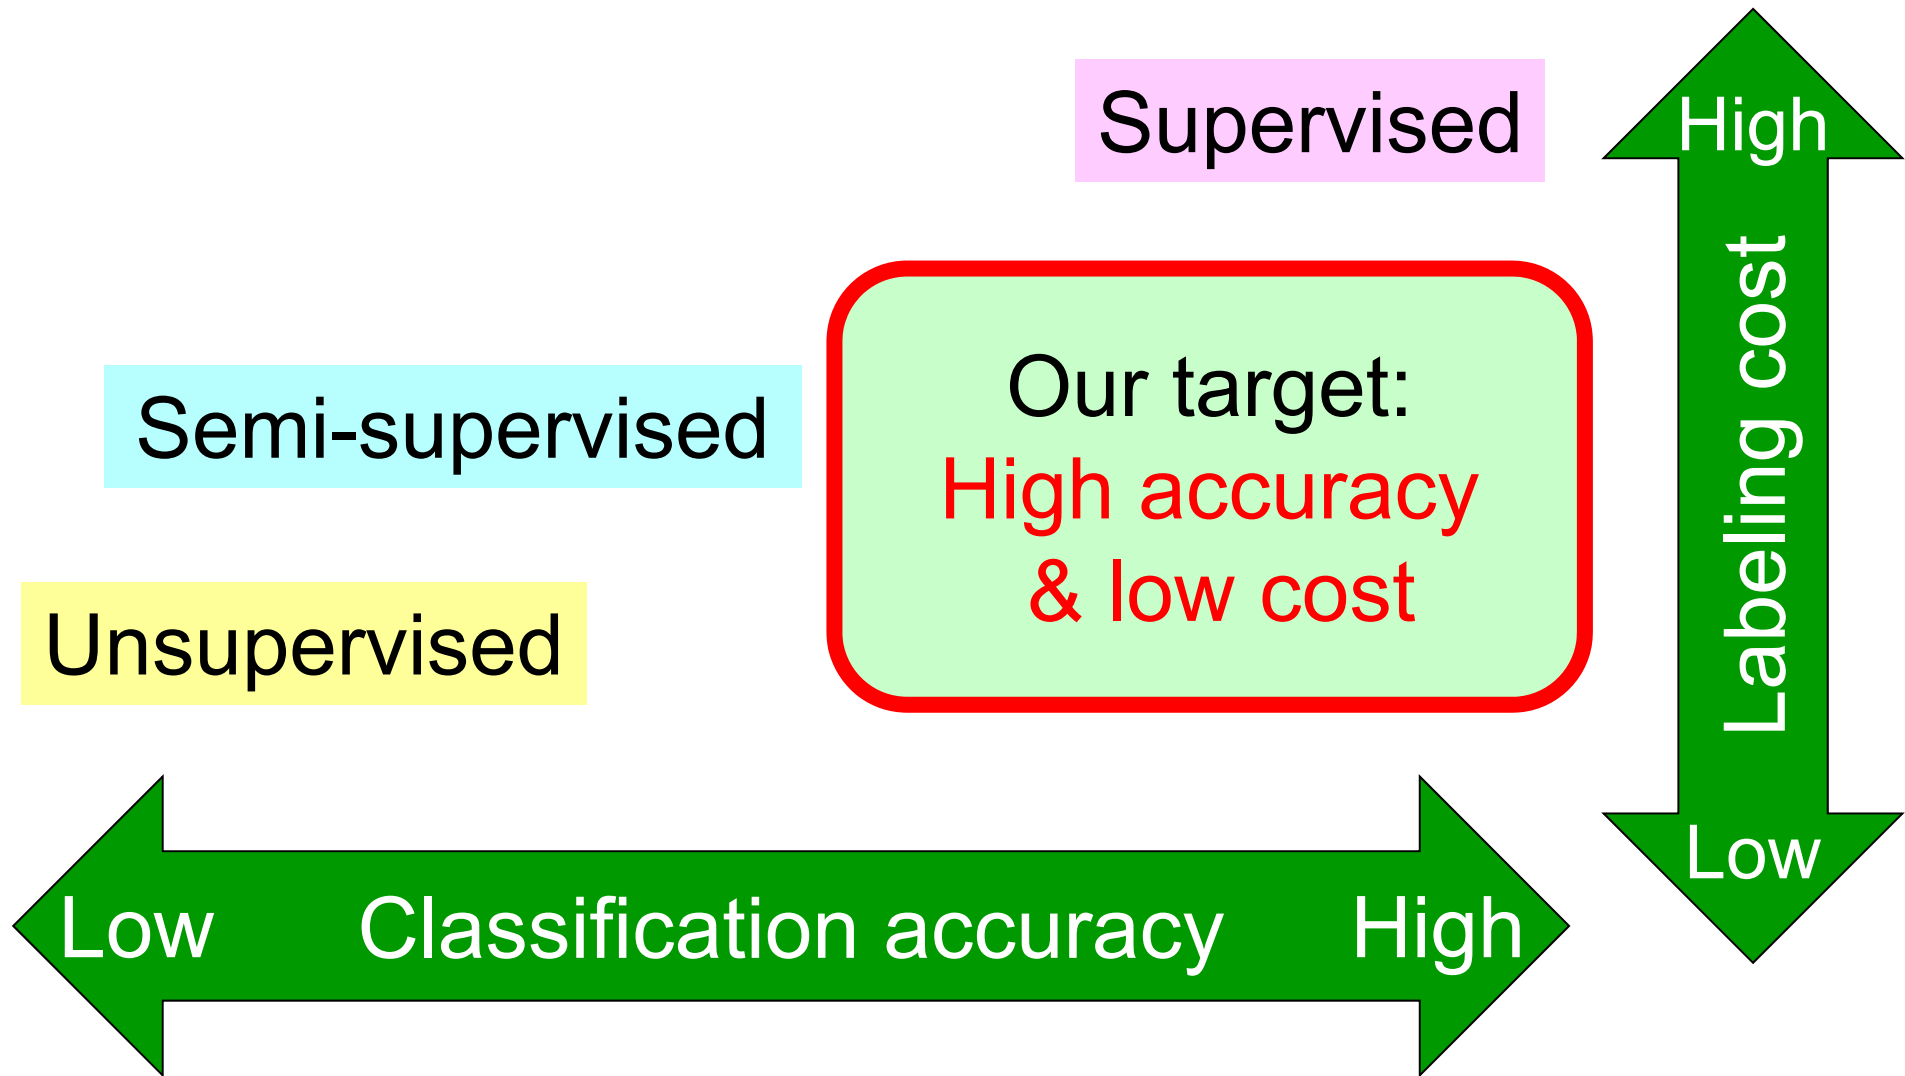 Supervised
High
Labeling cost
Low
Our target:
High accuracy
& low cost
Semi-supervised
Unsupervised
Low Classification accuracy High